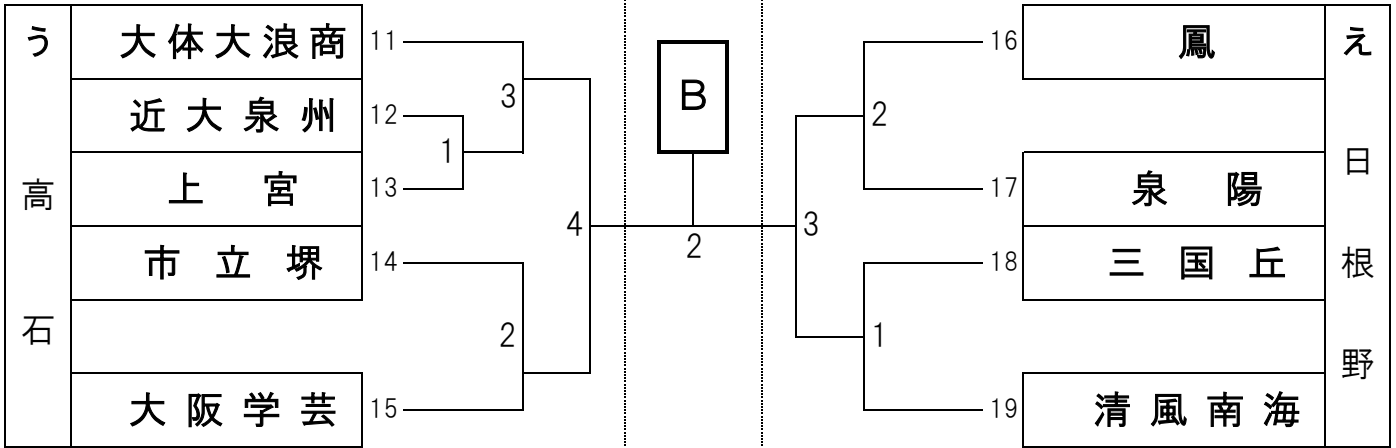 う
高
石
大体大浪商 11
近大泉州 12
上宮 13
市立堺 14
大阪学芸 15
3
1
4
2
B
2
2
3
1
16 鳳
17 泉陽
18 三国丘
19 清風南海
え
日
根
野